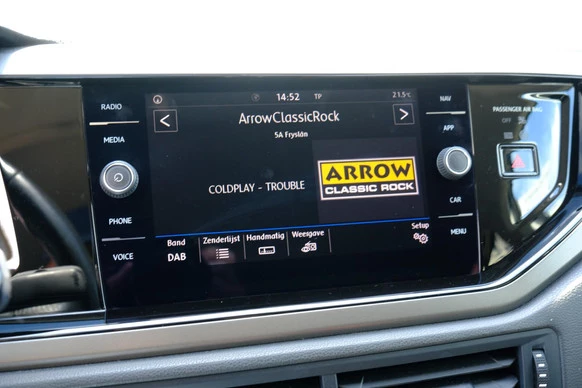 RADIO
MEDIA
PHONE
VOICE
14:52 TP 21.5°C
ArrowClassicRock
5A Fryslân
COLDPLAY - TROUBLE
ARROW
CLASSIC ROCK
Band
DAB
Zenderlijst
Handmatig
Weergave
Setup
NAV
APP
CAR
MENU
PASSENGER AIR BAG
OFF